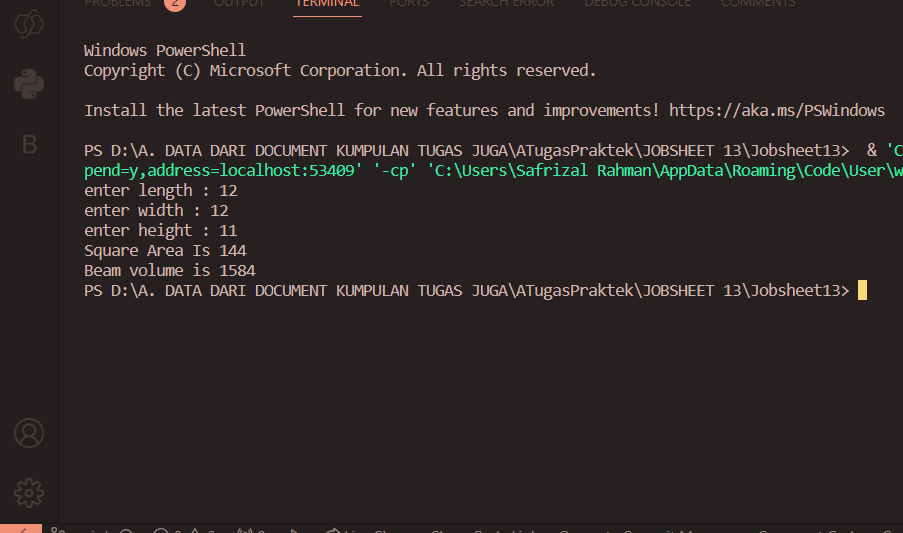 PROBLEMS 2 OUTPUT TERMINAL PORTS SEARCH ERROR DEBUG CONSOLE COMMENTS
Windows PowerShell
Copyright (C) Microsoft Corporation. All rights reserved.
Install the latest PowerShell for new features and improvements! https://aka.ms/PSWindows
PS D:\A. DATA DARI DOCUMENT KUMPULAN TUGAS JUGA\ATugasPraktek\JOBSHEET 13\Jobsheet13> & 'C
pend=y,address=localhost:53409' '-cp' 'C:\Users\Safrizal Rahman\AppData\Roaming\Code\User\w
enter length : 12
B
enter width : 12
enter height : 11
Square Area Is 144
Beam volume is 1584
PS D:\A. DATA DARI DOCUMENT KUMPULAN TUGAS JUGA\ATugasPraktek\JOBSHEET 13\Jobsheet13>